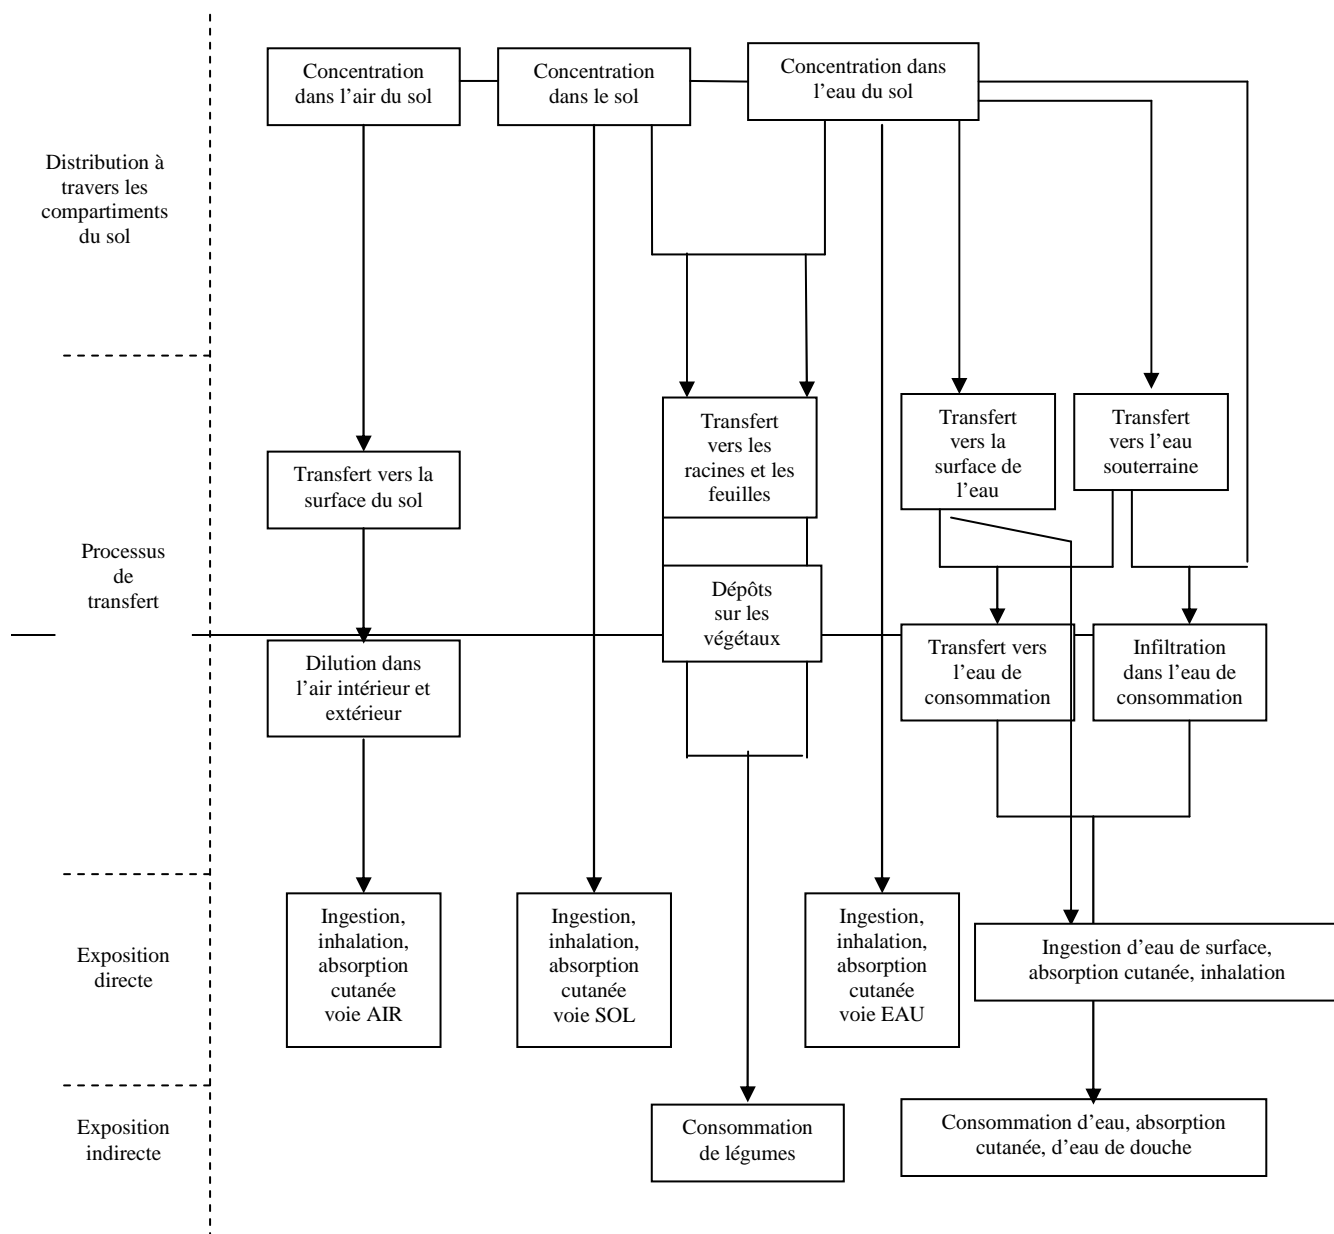 Concentration
dans l’air du sol
Concentration
dans le sol
Concentration dans
l’eau du sol
Distribution à
travers les
compartiments
du sol
Transfert vers la
surface du sol
Transfert
vers les
racines et les
feuilles
Transfert
vers la
surface de
l’eau
Transfert
vers l’eau
souterraine
Processus
de
transfert
Dépôts
sur les
végétaux
Dilution dans
l’air intérieur et
extérieur
Transfert vers
l’eau de
consommation
Infiltration
dans l’eau de
consommation
Exposition
directe
Ingestion,
inhalation,
absorption
cutanée
voie AIR
Ingestion,
inhalation,
absorption
cutanée
voie SOL
Ingestion,
inhalation,
absorption
cutanée
voie EAU
Ingestion d’eau de surface,
absorption cutanée, inhalation
Exposition
indirecte
Consommation
de légumes
Consommation d’eau, absorption
cutanée, d’eau de douche